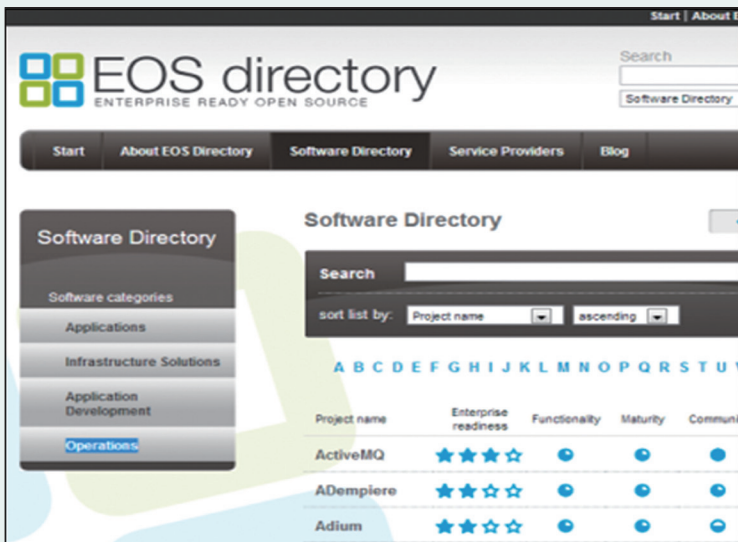 Start | About E
EOS directory
ENTERPRISE READY OPEN SOURCE
Search
Software Directory
Start About EOS Directory Software Directory Service Providers Blog
Software Directory
Software categories
Applications
Infrastructure Solutions
Application
Development
Operations
Software Directory
Search
sort list by: Project name ascending
A B C D E F G H I J K L M N O P Q R S T U V
Project name Enterprise readiness Functionality Maturity Communi
ActiveMQ
ADempiere
Adium